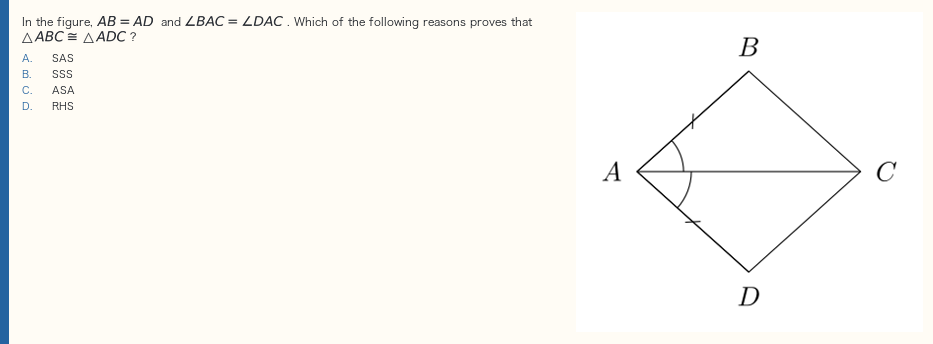 In the figure, AB = AD and ∠BAC = ∠DAC . Which of the following reasons proves that
△ABC ≅ △ADC ?
A. SAS
B. SSS
C. ASA
D. RHS
B
A
C
D